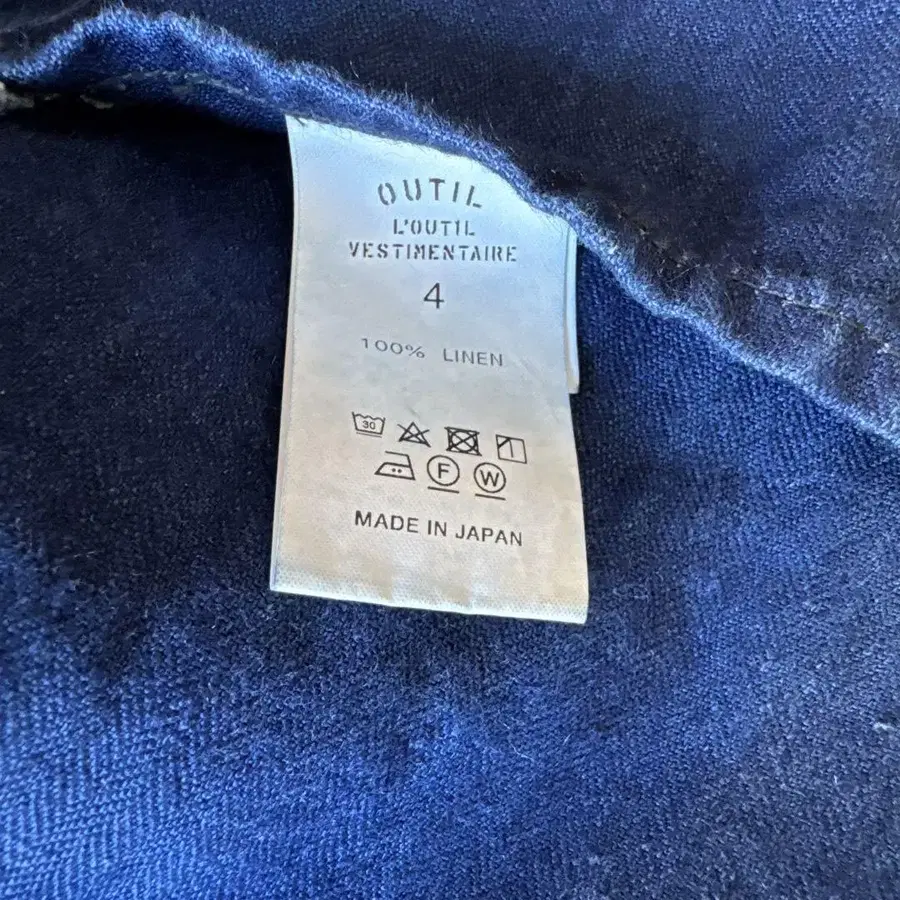 OUTIL
L'OUTIL
VESTIMENTAIRE
4
100% LINEN
30
F W
MADE IN JAPAN